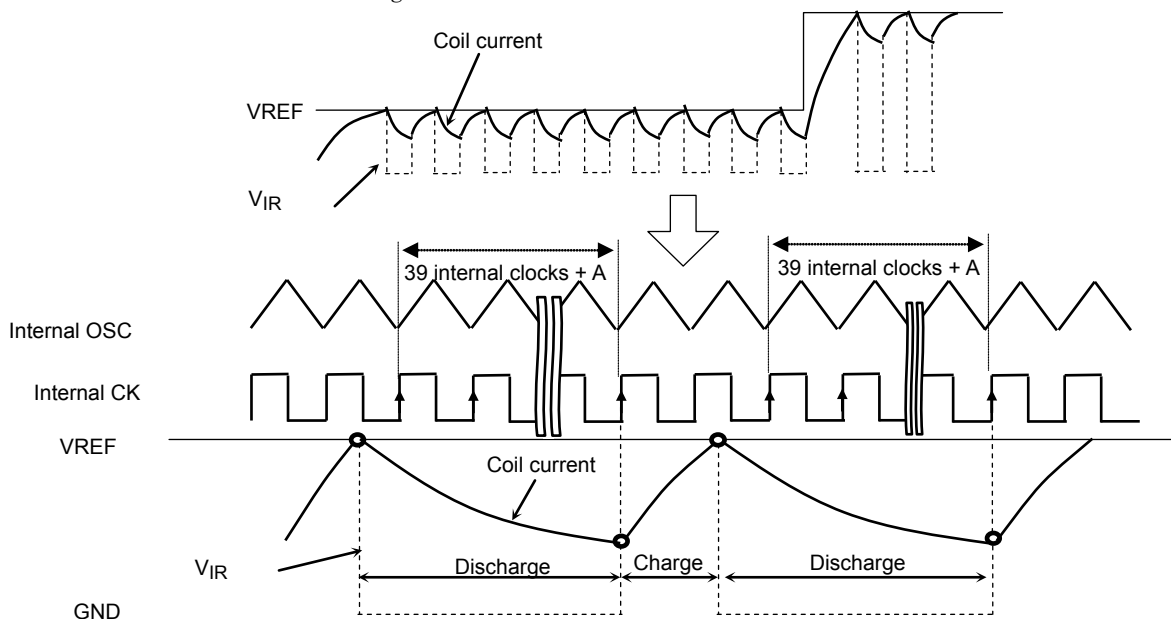 Coil current
VREF
VIR
39 internal clocks + A
39 internal clocks + A
Internal OSC
Internal CK
VREF
Coil current
VIR
Discharge
Charge
Discharge
GND